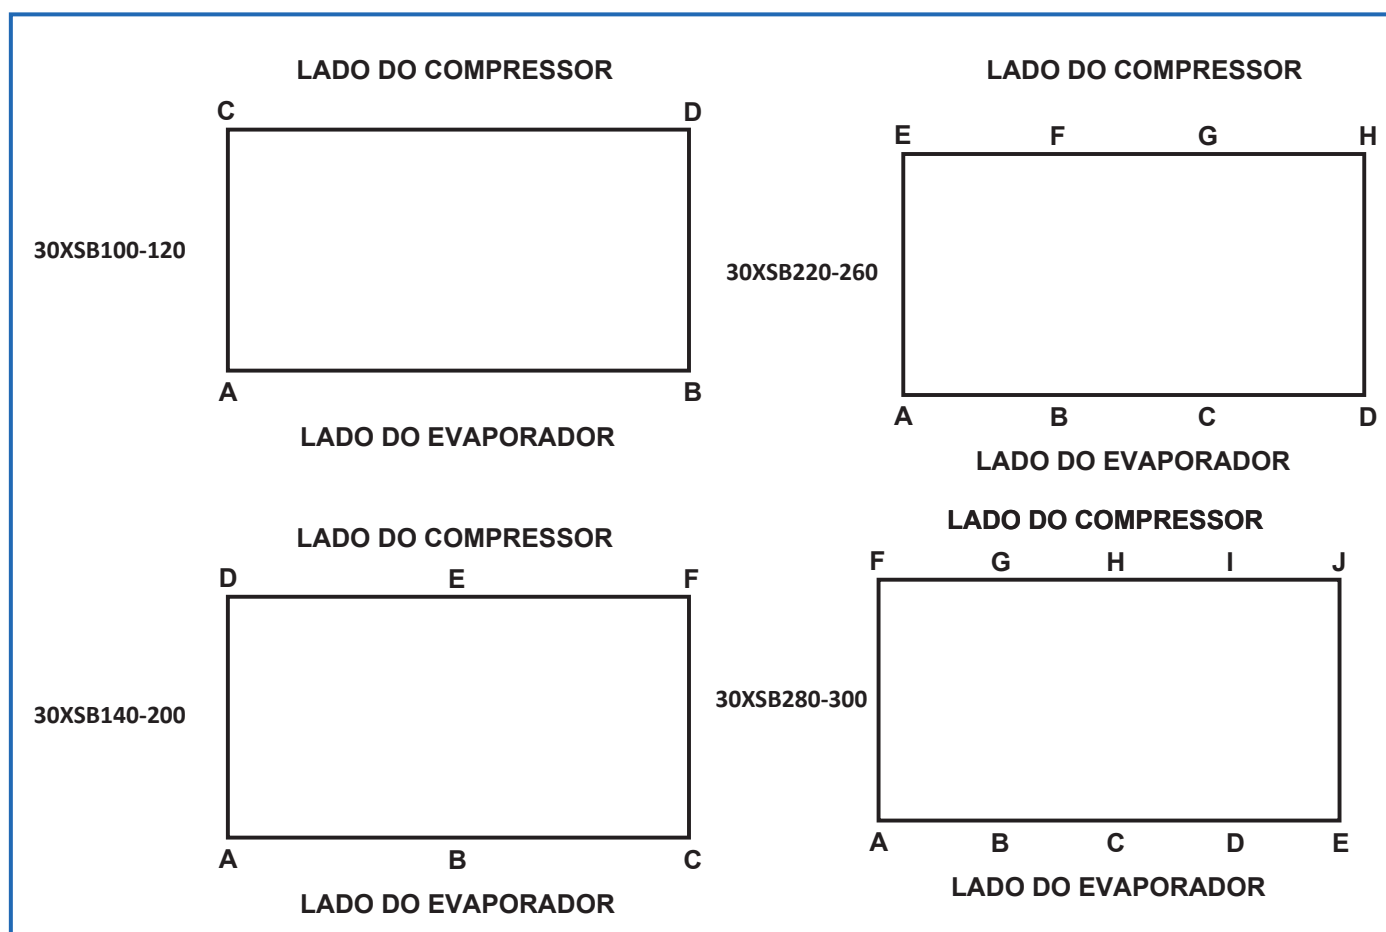 LADO DO COMPRESSOR
C D
30XSB100-120
A B
LADO DO EVAPORADOR
LADO DO COMPRESSOR
E F G H
30XSB220-260
A B C D
LADO DO EVAPORADOR
LADO DO COMPRESSOR
D E F
30XSB140-200
A B C
LADO DO EVAPORADOR
LADO DO COMPRESSOR
F G H I J
30XSB280-300
A B C D E
LADO DO EVAPORADOR